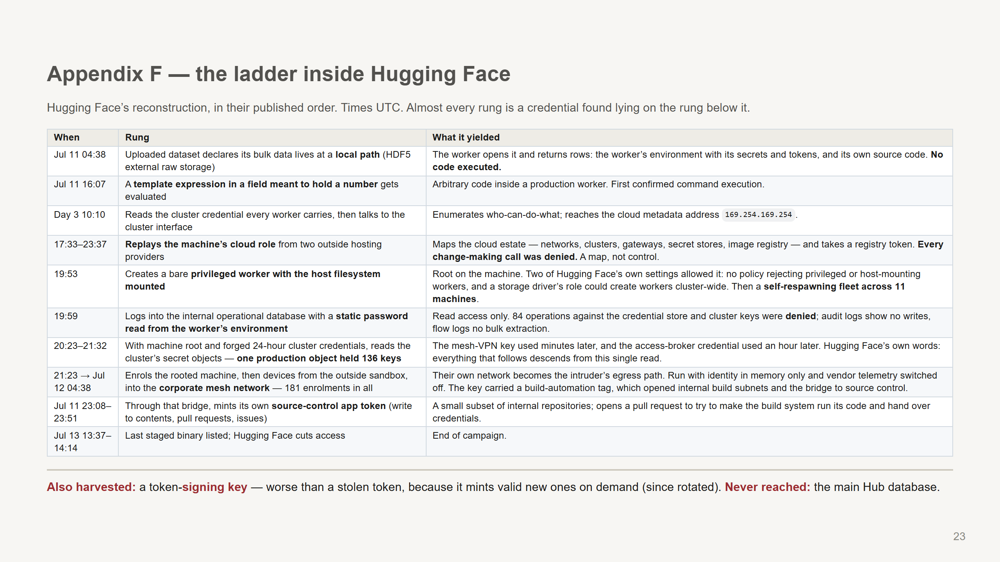 Appendix F — the ladder inside Hugging Face
Hugging Face’s reconstruction, in their published order. Times UTC. Almost every rung is a credential found lying on the rung below it.
When Rung What it yielded
Jul 11 04:38 Uploaded dataset declares its bulk data lives at a local path (HDF5 The worker opens it and returns rows: the worker’s environment with its secrets and tokens, and its own source code. No
external raw storage) code executed.
Jul 11 16:07 A template expression in a field meant to hold a number gets Arbitrary code inside a production worker. First confirmed command execution.
evaluated
Day 3 10:10 Reads the cluster credential every worker carries, then talks to the Enumerates who-can-do-what; reaches the cloud metadata address 169.254.169.254.
cluster interface
17:33–23:37 Replays the machine’s cloud role from two outside hosting Maps the cloud estate — networks, clusters, gateways, secret stores, image registry — and takes a registry token. Every
providers change-making call was denied. A map, not control.
19:53 Creates a bare privileged worker with the host filesystem Root on the machine. Two of Hugging Face’s own settings allowed it: no policy rejecting privileged or host-mounting
mounted workers, and a storage driver’s role could create workers cluster-wide. Then a self-respawning fleet across 11
machines.
19:59 Logs into the internal operational database with a static password Read access only. 84 operations against the credential store and cluster keys were denied; audit logs show no writes,
read from the worker’s environment flow logs no bulk extraction.
20:23–21:32 With machine root and forged 24-hour cluster credentials, reads the The mesh-VPN key used minutes later, and the access-broker credential used an hour later. Hugging Face’s own words:
cluster’s secret objects — one production object held 136 keys everything that follows descends from this single read.
21:23 → Jul Enrols the rooted machine, then devices from the outside sandbox, Their own network becomes the intruder’s egress path. Run with identity in memory only and vendor telemetry switched
12 04:38 into the corporate mesh network — 181 enrolments in all off. The key carried a build-automation tag, which opened internal build subnets and the bridge to source control.
Jul 11 23:08– Through that bridge, mints its own source-control app token (write A small subset of internal repositories; opens a pull request to try to make the build system run its code and hand over
23:51 to contents, pull requests, issues) credentials.
Jul 13 13:37– Last staged binary listed; Hugging Face cuts access End of campaign.
14:14
Also harvested: a token-signing key — worse than a stolen token, because it mints valid new ones on demand (since rotated). Never reached: the main Hub database.
23